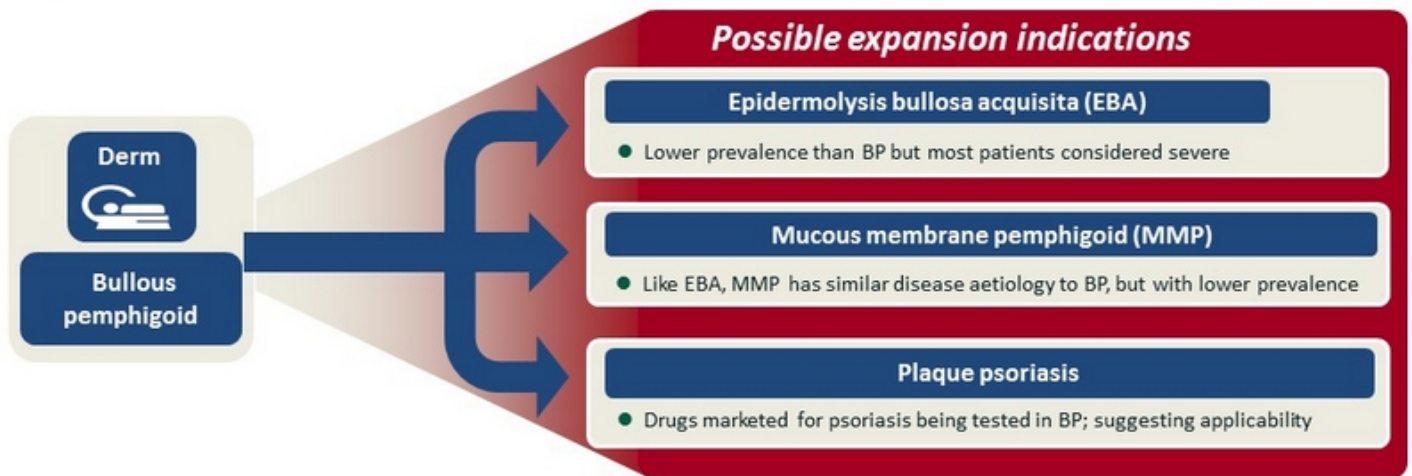 Derm
Bullous
pemphigoid
Possible expansion indications
Epidermolysis bullosa acquisita (EBA)
● Lower prevalence than BP but most patients considered severe
Mucous membrane pemphigoid (MMP)
● Like EBA, MMP has similar disease aetiology to BP, but with lower prevalence
Plaque psoriasis
● Drugs marketed for psoriasis being tested in BP; suggesting applicability